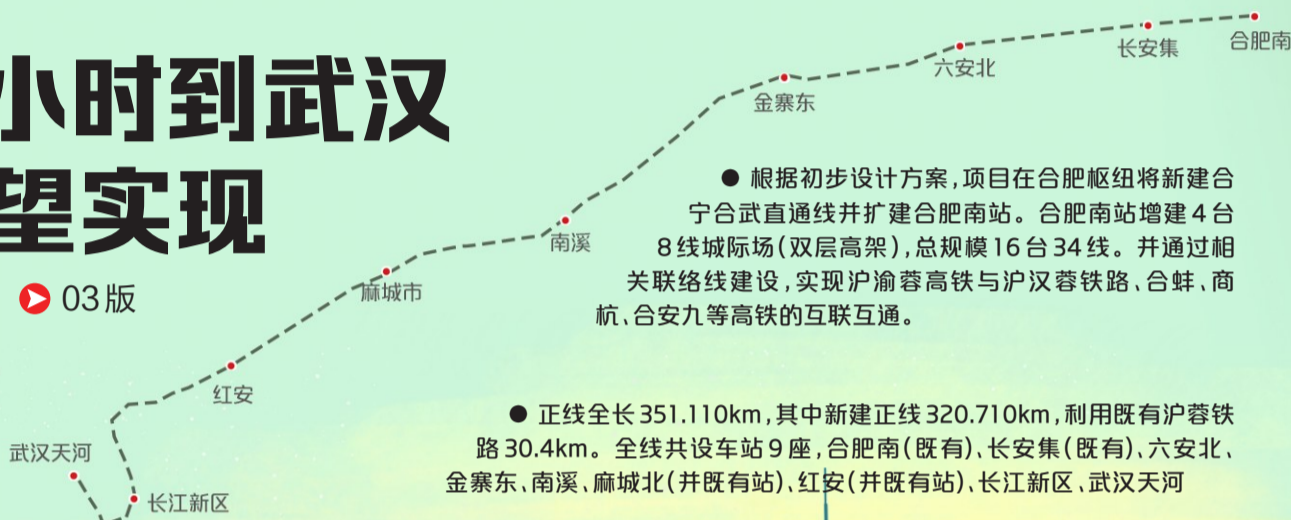 小时到武汉
望实现
03版
合肥南
长安集
六安北
金寨东
南溪
麻城市
红安
武汉天河
长江新区
● 根据初步设计方案,项目在合肥枢纽将新建合
宁合武直通线并扩建合肥南站。合肥南站增建4台
8线城际场(双层高架),总规模16台34线。并通过相
关联络线建设,实现沪渝蓉高铁与沪汉蓉铁路、合蚌、商
杭、合安九等高铁的互联互通。
● 正线全长351.110km,其中新建正线320.710km,利用既有沪蓉铁
路30.4km。全线共设车站9座,合肥南(既有)、长安集(既有)、六安北、
金寨东、南溪、麻城北(并既有站)、红安(并既有站)、长江新区、武汉天河